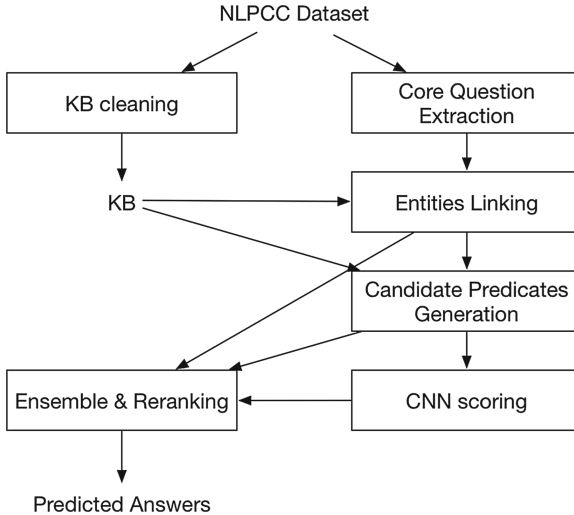 NLPCC Dataset
KB cleaning
Core Question
Extraction
KB
Entities Linking
Candidate Predicates
Generation
Ensemble & Reranking
CNN scoring
Predicted Answers